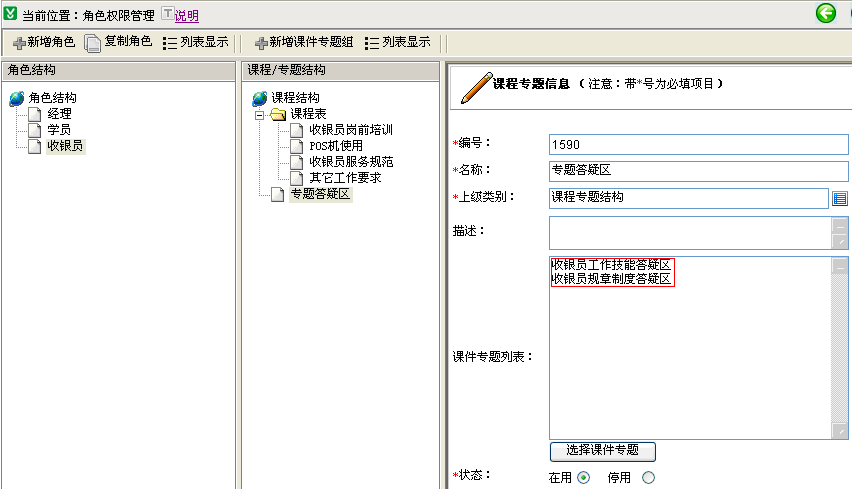 当前位置：角色权限管理 T说明
新增角色 复制角色 列表显示 新增课件专题组 列表显示
角色结构
角色结构
经理
学员
收银员
课程/专题结构
课程结构
课程表
收银员岗前培训
POS机使用
收银员服务规范
其它工作要求
专题答疑区
课程专题信息（注意：带*号为必填项目）
*编号： 1590
*名称： 专题答疑区
*上级类别： 课程专题结构
描述：
课件专题列表：
收银员工作技能答疑区
收银员规章制度答疑区
选择课件专题
*状态： 在用 停用